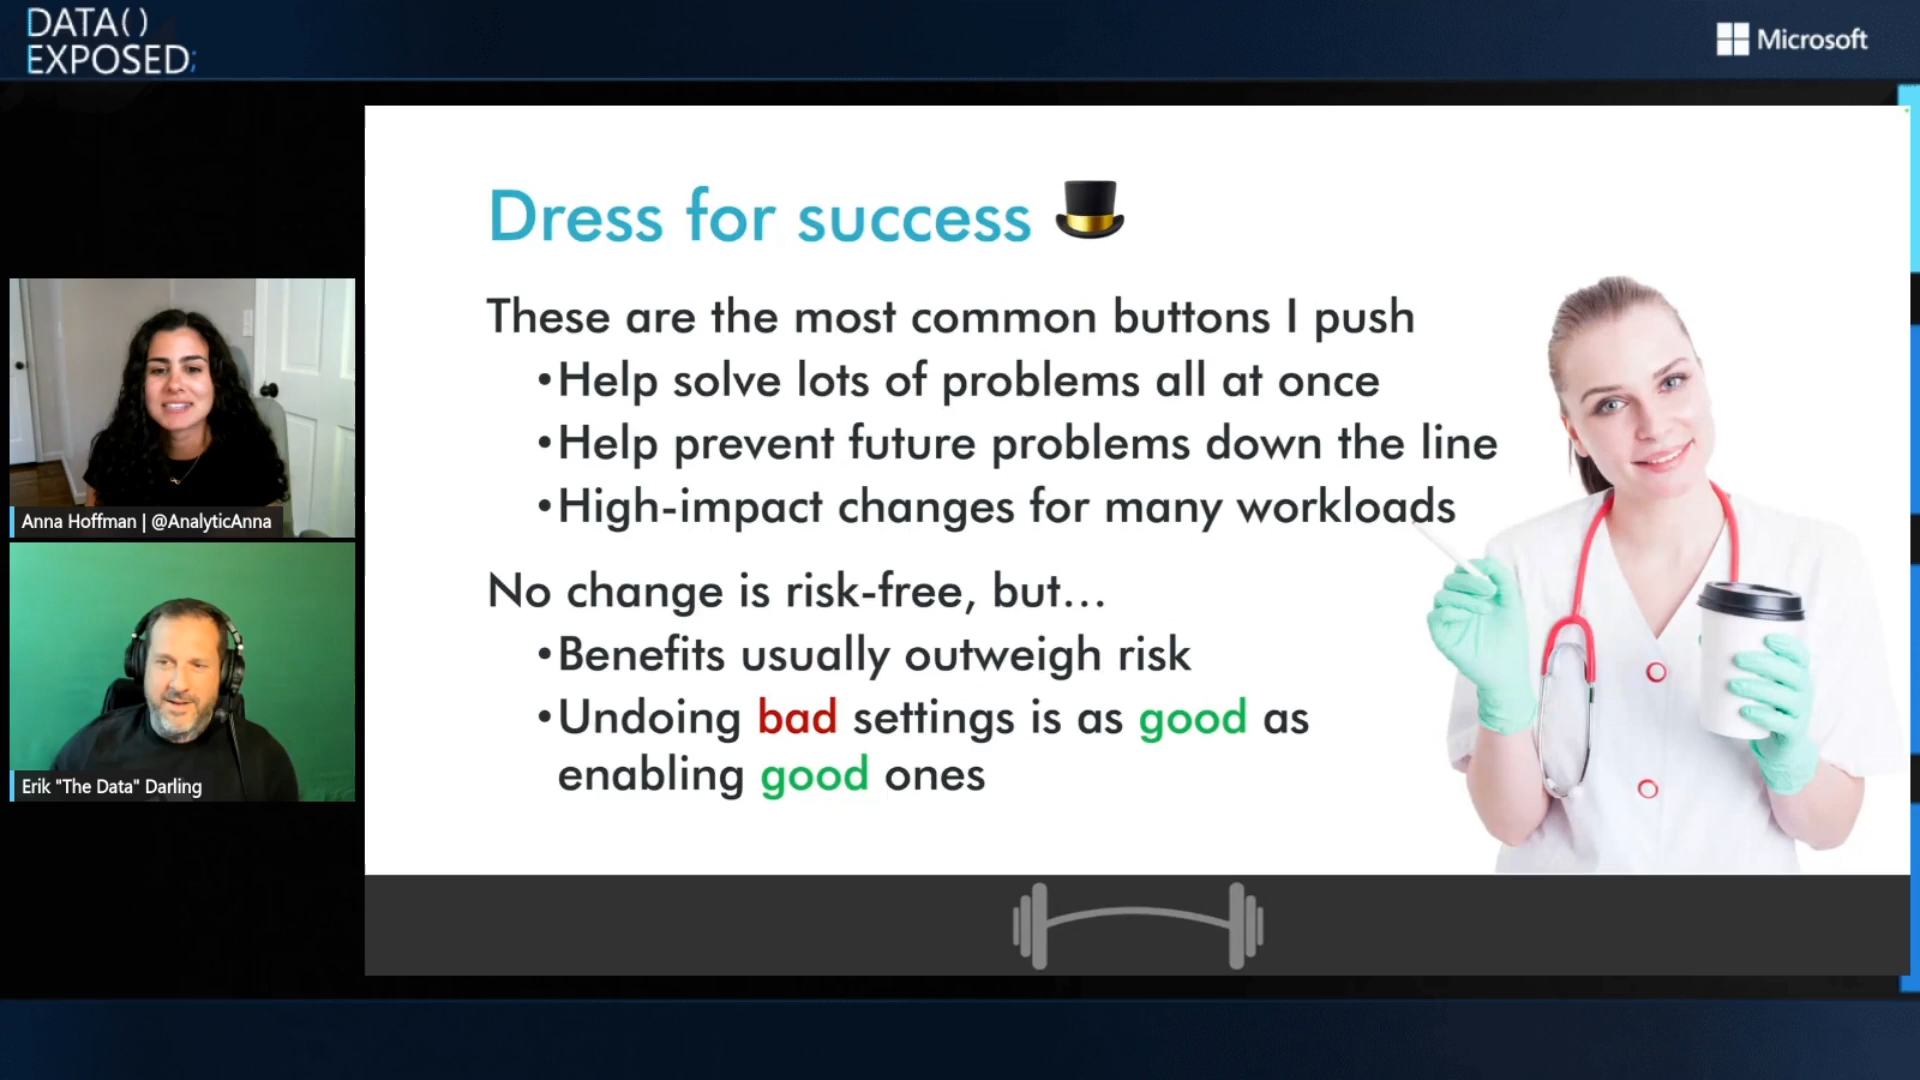 DATA()
EXPOSED;
Microsoft
Dress for success
These are the most common buttons I push
•Help solve lots of problems all at once
•Help prevent future problems down the line
•High-impact changes for many workloads
No change is risk-free, but...
•Benefits usually outweigh risk
•Undoing bad settings is as good as
enabling good ones
Anna Hoffman | @AnalyticAnna
Erik "The Data" Darling